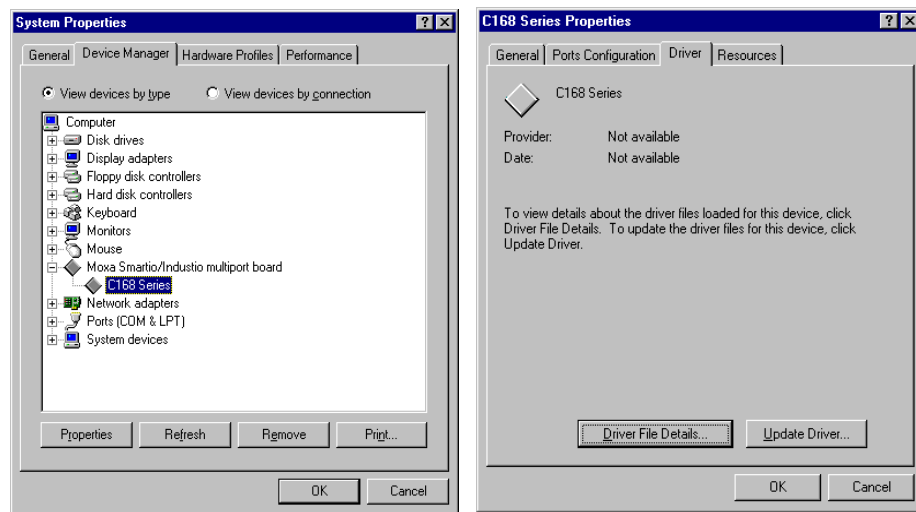 System Properties
General Device Manager Hardware Profiles Performance
View devices by type View devices by connection
Computer
Disk drives
Display adapters
Floppy disk controllers
Hard disk controllers
Keyboard
Monitors
Mouse
Moxa Smartio/Industio multiport board
C168 Series
Network adapters
Ports (COM & LPT)
System devices
Properties Refresh Remove Print...
OK Cancel
C168 Series Properties
General Ports Configuration Driver Resources
C168 Series
Provider: Not available
Date: Not available
To view details about the driver files loaded for this device, click
Driver File Details. To update the driver files for this device, click
Update Driver.
Driver File Details... Update Driver...
OK Cancel